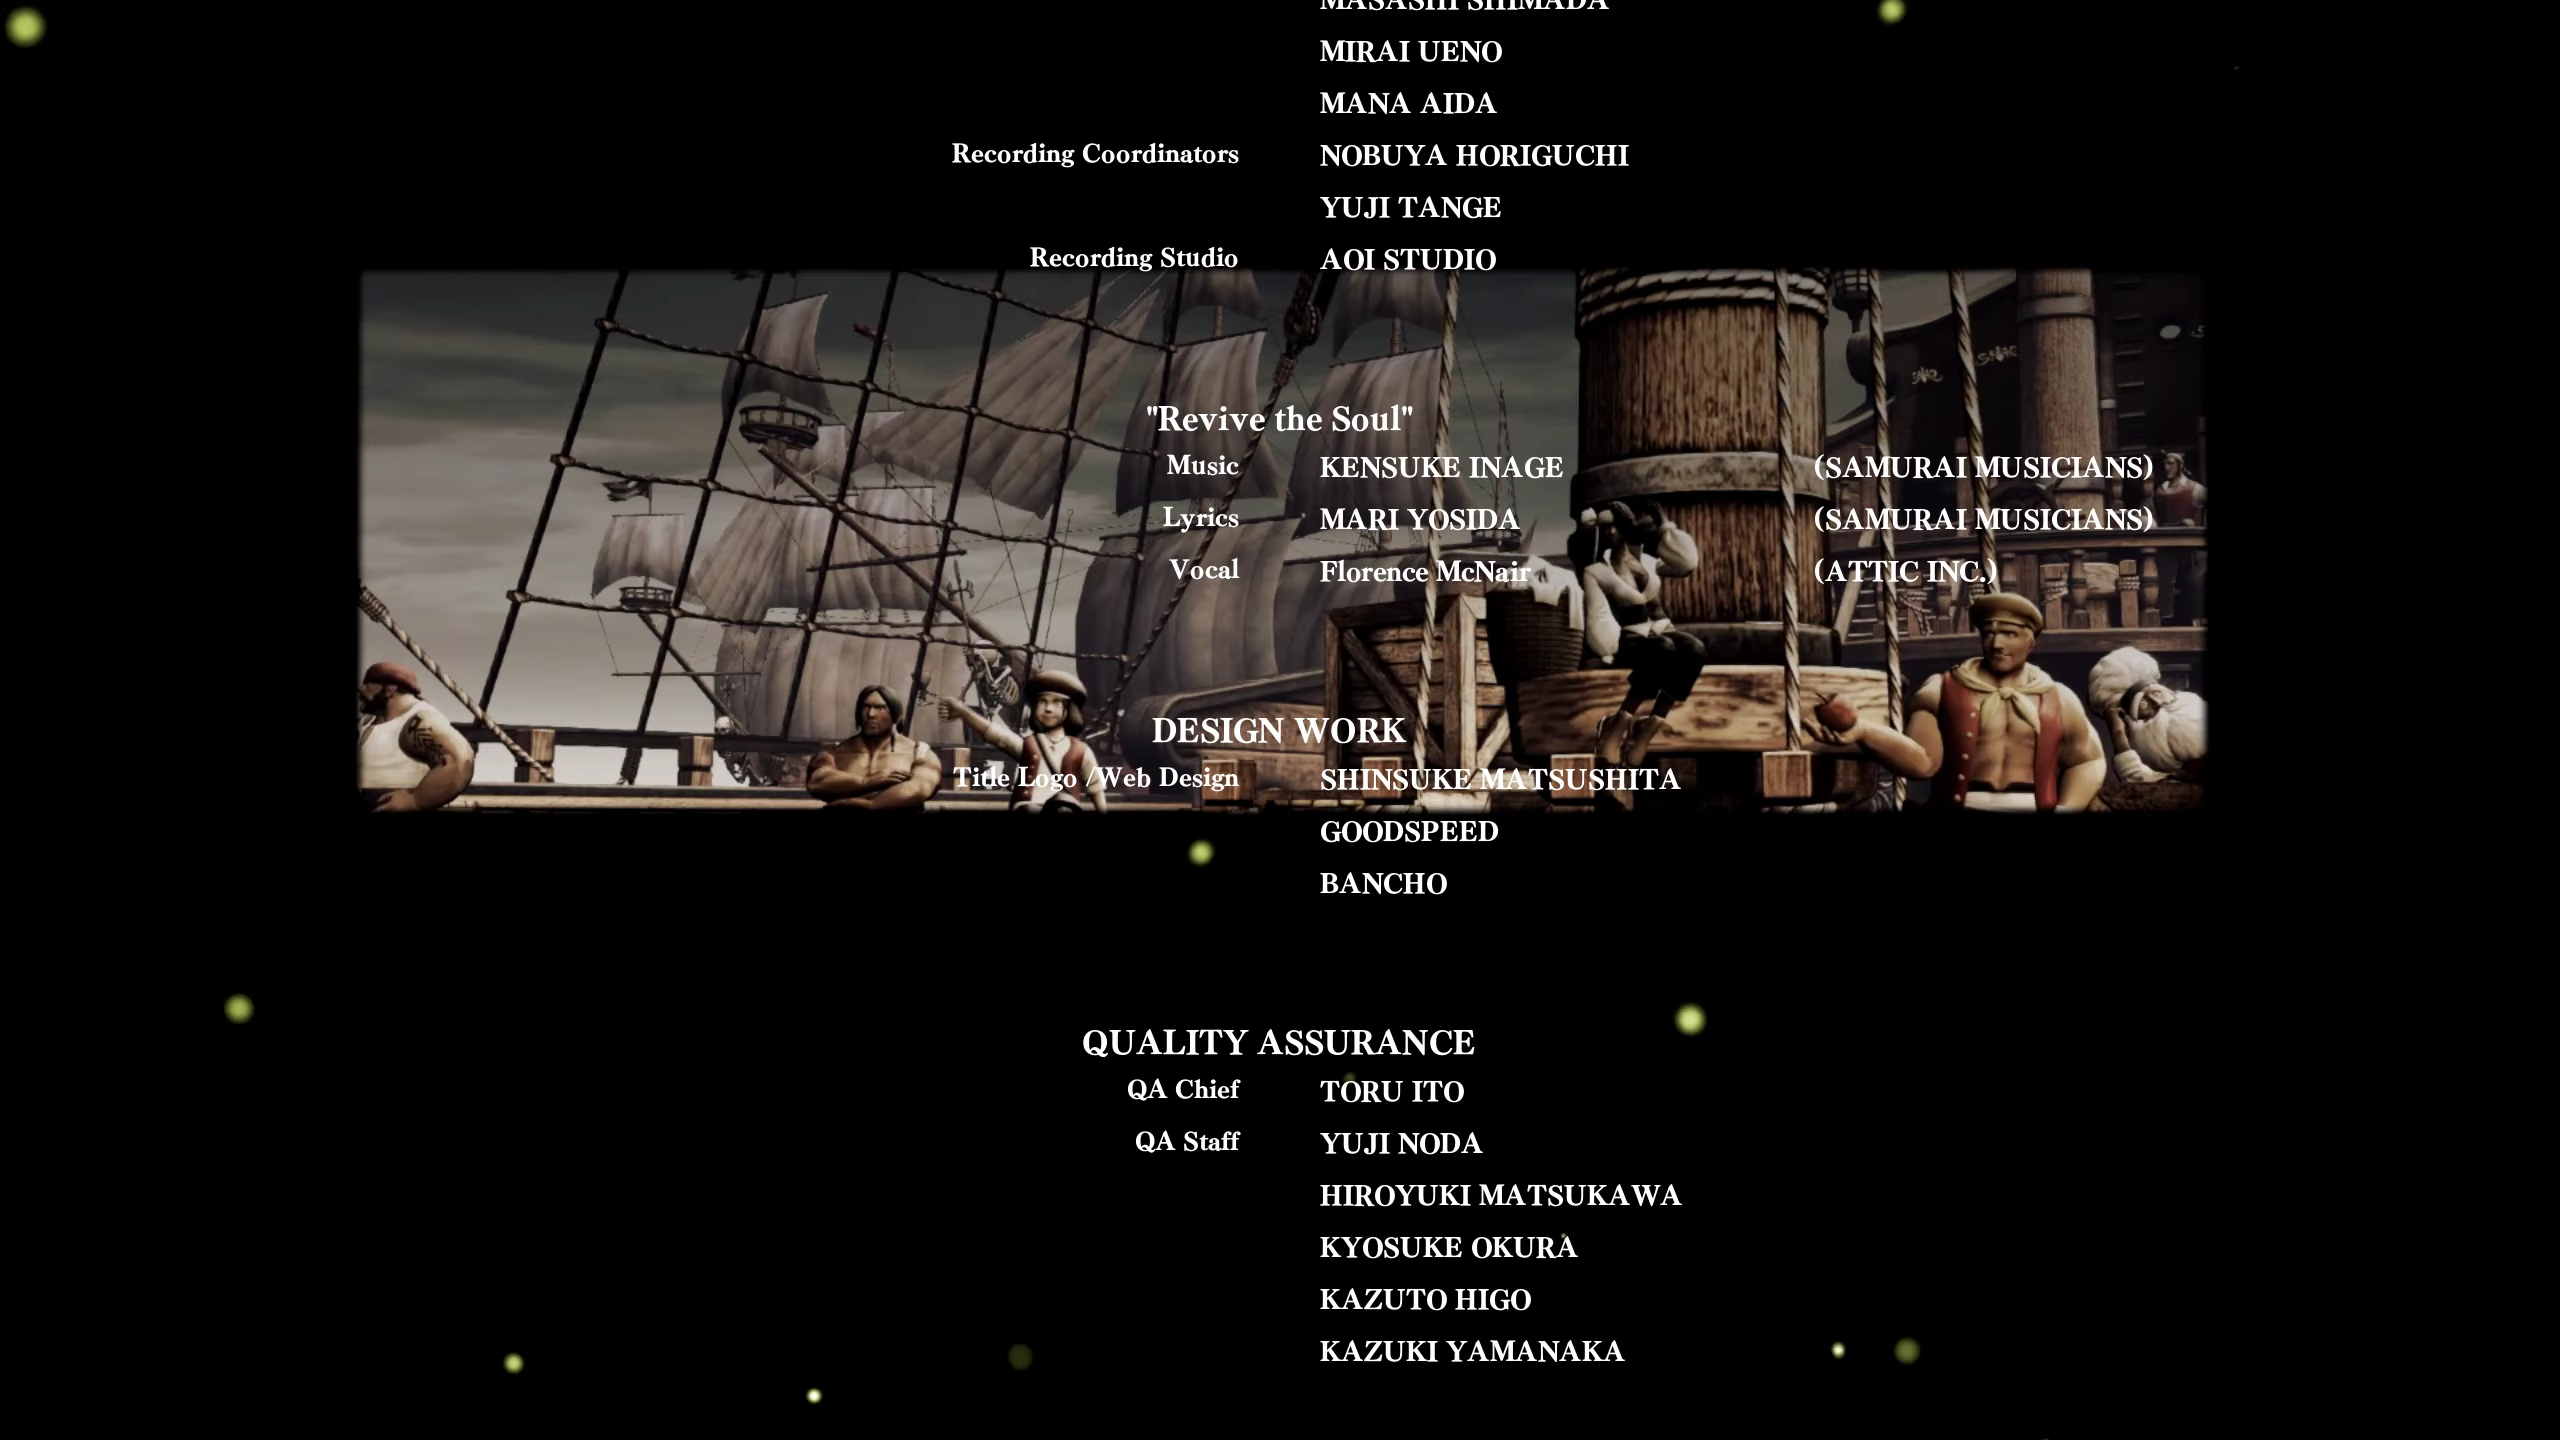 MASASHI SHIMADA
MIRAI UENO
MANA AIDA
Recording Coordinators NOBUYA HORIGUCHI
YUJI TANGE
Recording Studio AOI STUDIO
"Revive the Soul"
Music KENSUKE INAGE (SAMURAI MUSICIANS)
Lyrics MARI YOSIDA (SAMURAI MUSICIANS)
Vocal Florence McNair (ATTIC INC.)
DESIGN WORK
Title Logo /Web Design SHINSUKE MATSUSHITA
GOODSPEED
BANCHO
QUALITY ASSURANCE
QA Chief TORU ITO
QA Staff YUJI NODA
HIROYUKI MATSUKAWA
KYOSUKE OKURA
KAZUTO HIGO
KAZUKI YAMANAKA